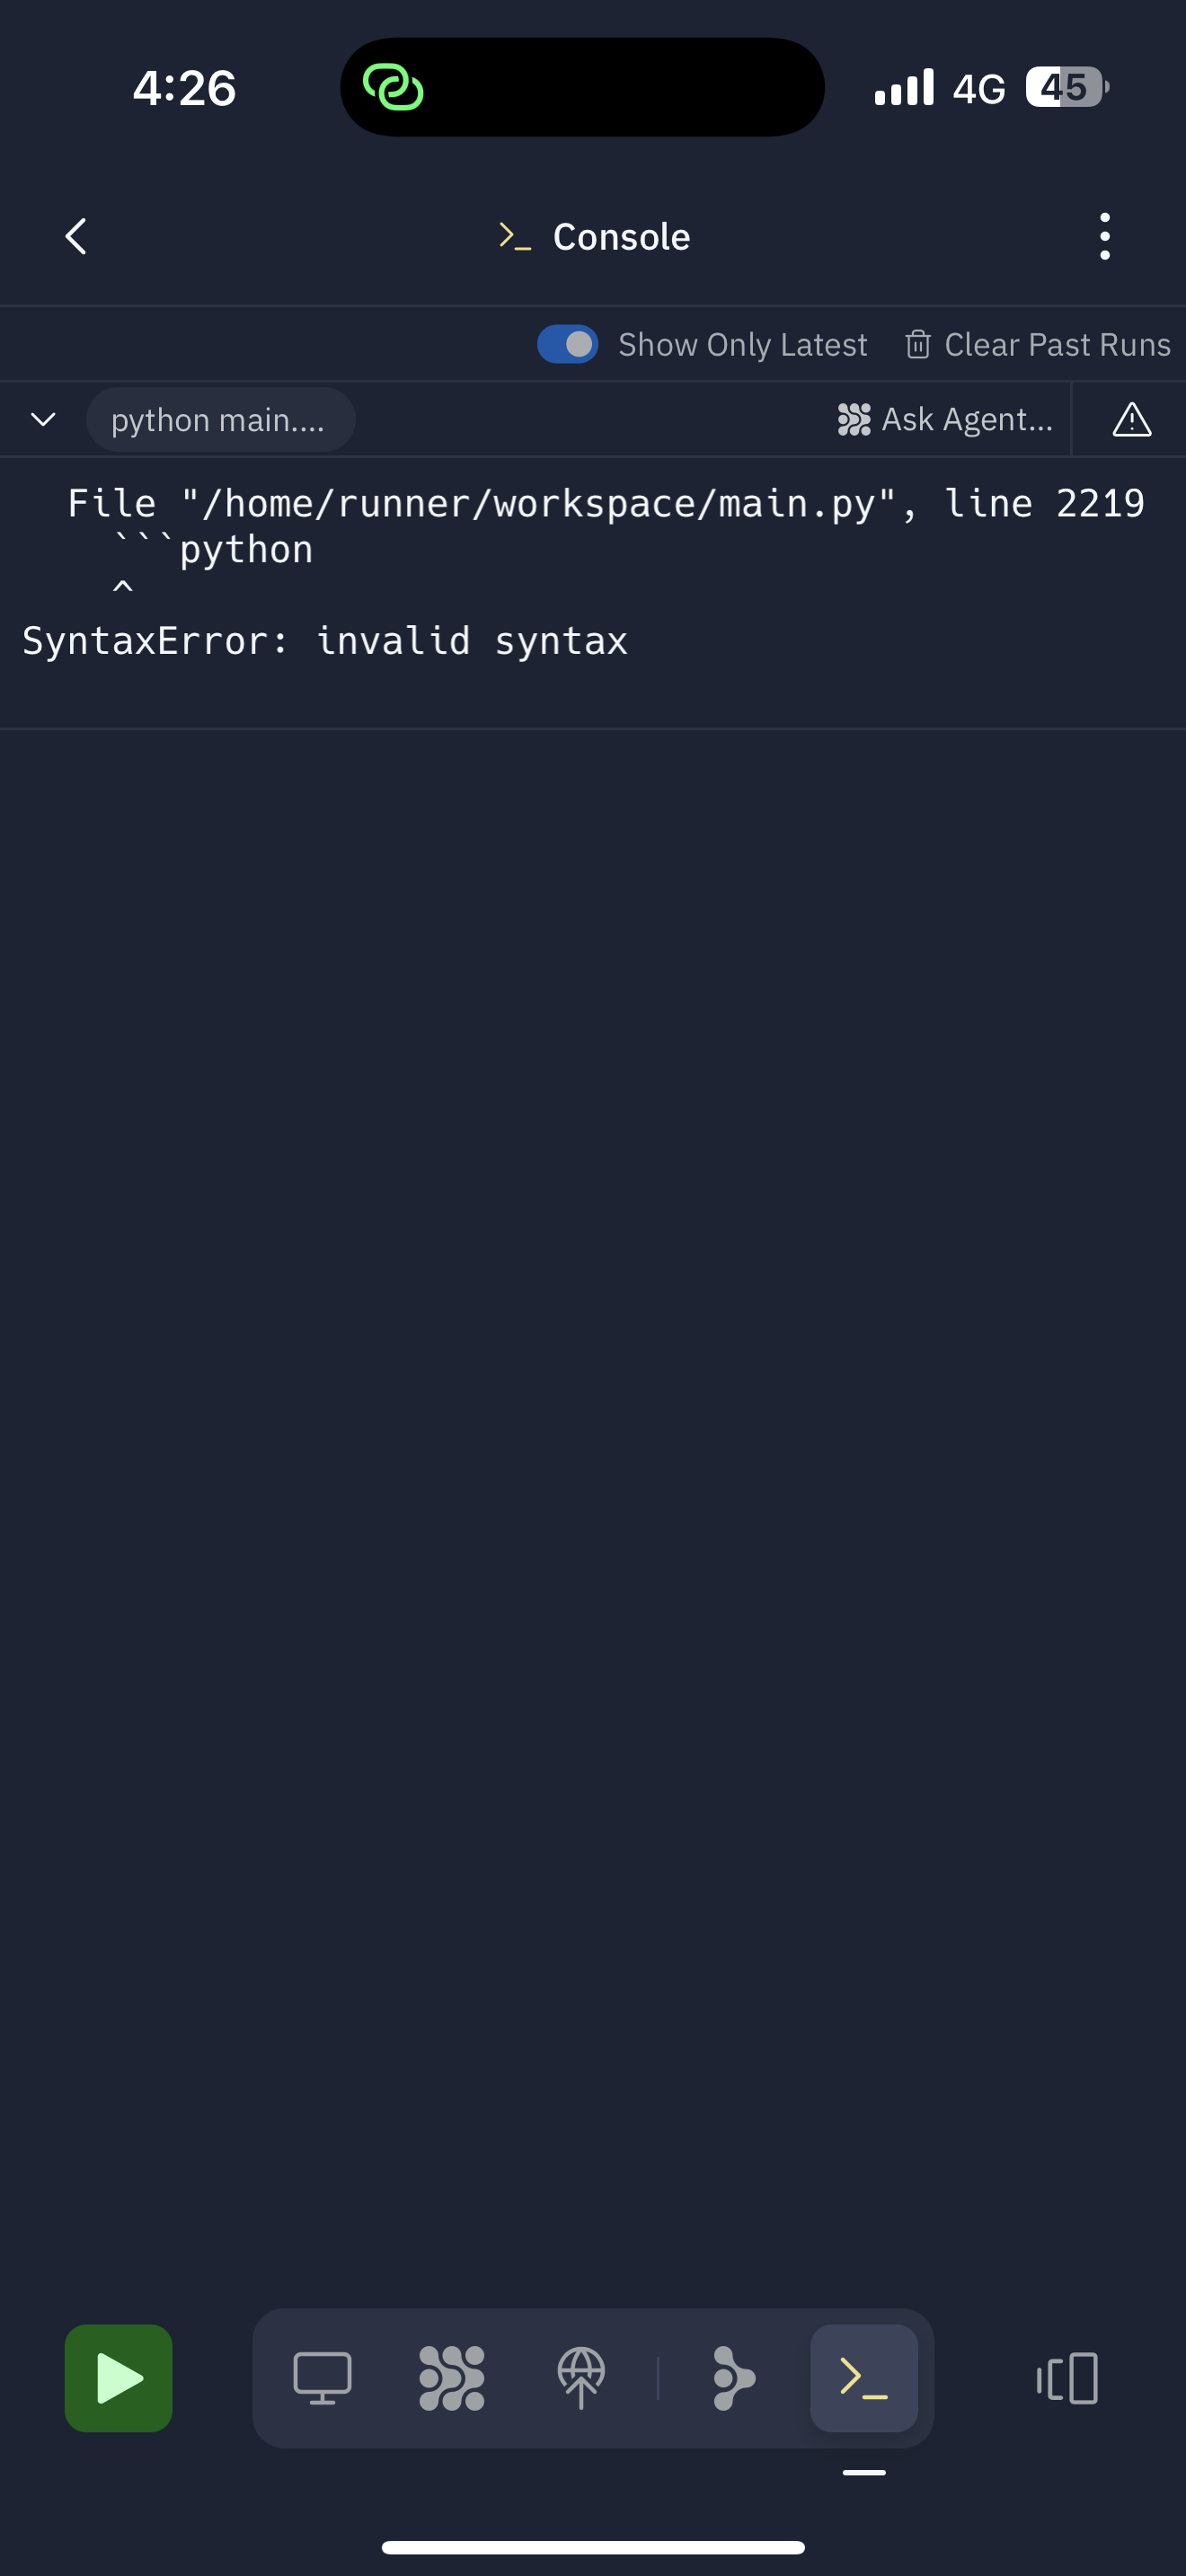 4:26
4G
45
Console
Show Only Latest
Clear Past Runs
python main....
Ask Agent...
File "/home/runner/workspace/main.py", line 2219
```python
^
SyntaxError: invalid syntax